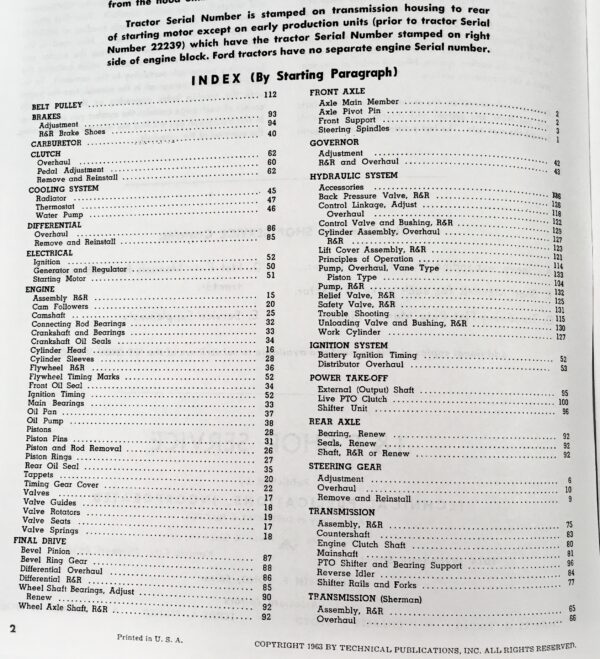 from the hood
Tractor Serial Number is stamped on transmission housing to rear
of starting motor except on early production units (prior to tractor Serial
Number 22239) which have the tractor Serial Number stamped on right
side of engine block. Ford tractors have no separate engine Serial number.
INDEX (By Starting Paragraph)
BELT PULLEY 112
BRAKES
Adjustment 93
R&R Brake Shoes 94
CARBURETOR 40
CLUTCH
Overhaul 62
Pedal Adjustment 60
Remove and Reinstall 62
COOLING SYSTEM
Radiator 45
Thermostat 47
Water Pump 46
DIFFERENTIAL
Overhaul 86
Remove and Reinstall 85
ELECTRICAL
Ignition 52
Generator and Regulator 50
Starting Motor 51
ENGINE
Assembly R&R 15
Cam Followers 20
Camshaft 25
Connecting Rod Bearings 32
Crankshaft and Bearings 33
Crankshaft Oil Seals 34
Cylinder Head 16
Cylinder Sleeves 28
Flywheel R&R 36
Flywheel Timing Marks 52
Front Oil Seal 34
Ignition Timing 52
Main Bearings 33
Oil Pan 37
Oil Pump 38
Pistons 28
Piston Pins 31
Piston and Rod Removal 26
Piston Rings 27
Rear Oil Seal 35
Tappets 20
Timing Gear Cover 22
Valves 17
Valve Guides 18
Valve Rotators 19
Valve Seats 17
Valve Springs 18
FINAL DRIVE
Bevel Pinion 87
Bevel Ring Gear 88
Differential Overhaul 86
Differential R&R 85
Wheel Shaft Bearings, Adjust 90
Renew 92
Wheel Axle Shaft, R&R 92
FRONT AXLE
Axle Main Member 2
Axle Pivot Pin 2
Front Support 3
Steering Spindles 1
GOVERNOR
Adjustment 42
R&R and Overhaul 43
HYDRAULIC SYSTEM
Accessories
Back Pressure Valve, R&R 128
Control Linkage, Adjust 118
Overhaul 122
Control Valve and Bushing, R&R 125
Cylinder Assembly, Overhaul 127
R&R 123
Lift Cover Assembly, R&R 121
Principles of Operation 114
Pump, Overhaul, Vane Type 133
Piston Type 134
Pump, R&R 132
Relief Valve, R&R 125
Safety Valve, R&R 131
Trouble Shooting 115
Unloading Valve and Bushing, R&R 130
Work Cylinder 127
IGNITION SYSTEM
Battery Ignition Timing 52
Distributor Overhaul 53
POWER TAKE-OFF
External (Output) Shaft 95
Live PTO Clutch 100
Shifter Unit 96
REAR AXLE
Bearing, Renew 92
Seals, Renew 92
Shaft, R&R or Renew 92
STEERING GEAR
Adjustment 6
Overhaul 10
Remove and Reinstall 9
TRANSMISSION
Assembly, R&R 75
Countershaft 83
Engine Clutch Shaft 80
Mainshaft 81
PTO Shifter and Bearing Support 96
Reverse Idler 84
Shifter Rails and Forks 77
TRANSMISSION (Sherman)
Assembly, R&R 65
Overhaul 66
2
Printed in U. S. A.
COPYRIGHT 1963 BY TECHNICAL PUBLICATIONS, INC. ALL RIGHTS RESERVED.